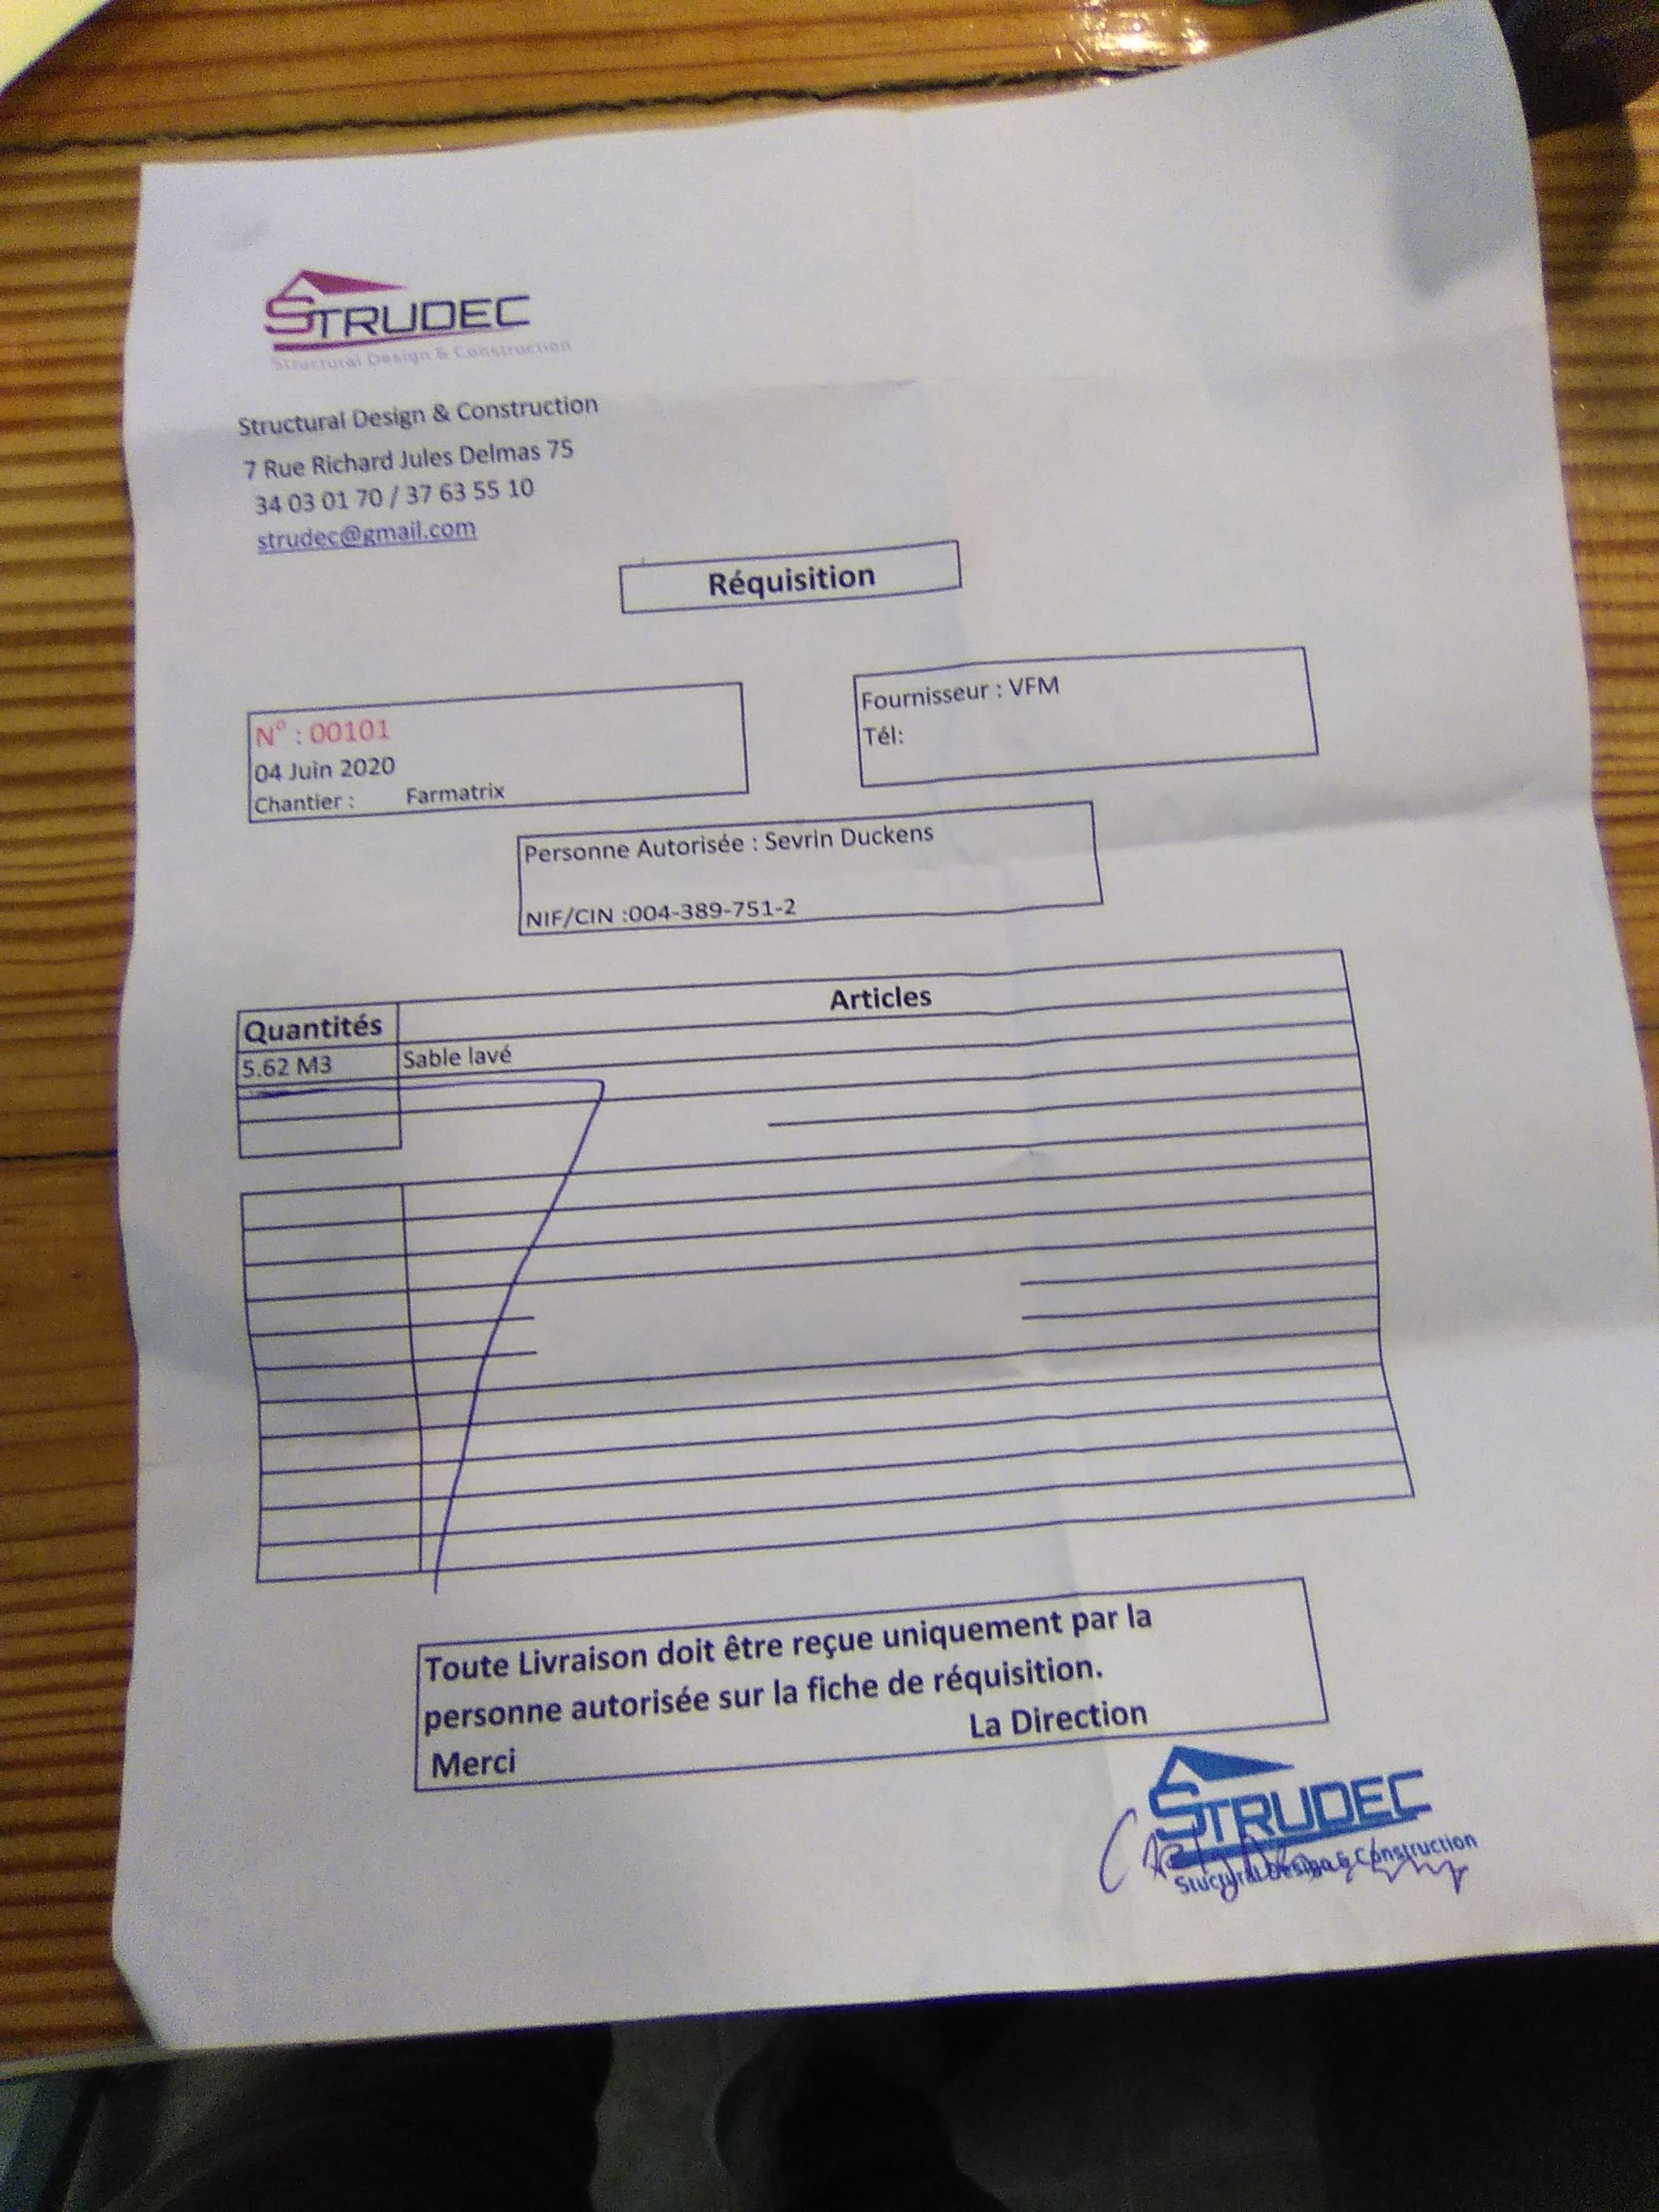 STRUDEC
Structural Design & Construction
Structural Design & Construction
7 Rue Richard Jules Delmas 75
34 03 01 70 / 37 63 55 10
strudec@gmail.com
Réquisition
N° : 00101
04 Juin 2020
Chantier : Farmatrix
Fournisseur : VFM
Tél:
Personne Autorisée : Sevrin Duckens
NIF/CIN :004-389-751-2
Quantités Articles
5.62 M3 Sable lavé
Toute Livraison doit être reçue uniquement par la
personne autorisée sur la fiche de réquisition.
Merci La Direction
STRUDEC
Stuctural Design & Construction